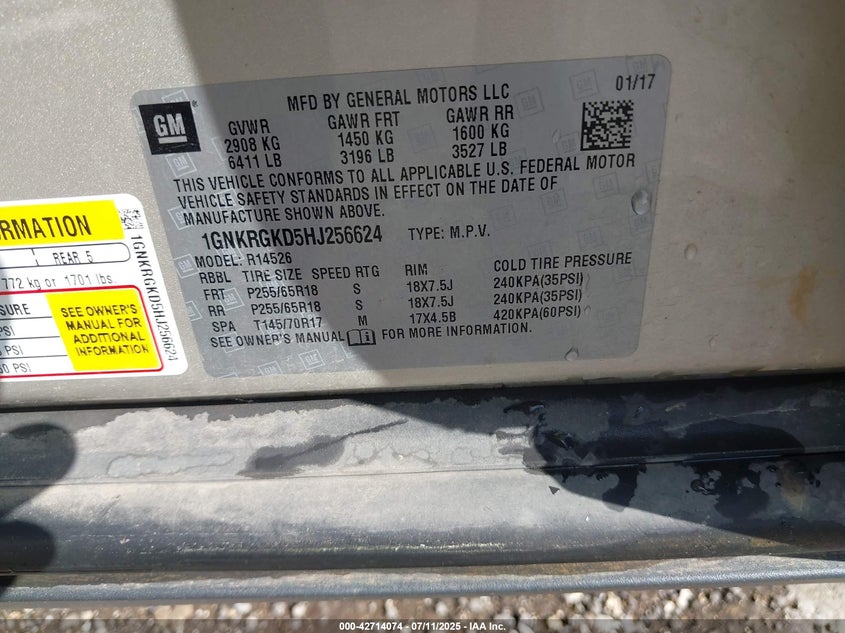 MFD BY GENERAL MOTORS LLC
01/17
GM
GVWR GAWR FRT GAWR RR
2908 KG 1450 KG 1600 KG
6411 LB 3196 LB 3527 LB
THIS VEHICLE CONFORMS TO ALL APPLICABLE U.S. FEDERAL MOTOR
VEHICLE SAFETY STANDARDS IN EFFECT ON THE DATE OF
MANUFACTURE SHOWN ABOVE.
1GNKRGKD5HJ256624 TYPE: M.P.V.
MODEL: R14526
RBBL TIRE SIZE SPEED RTG RIM COLD TIRE PRESSURE
FRT P255/65R18 S 18X7.5J 240KPA(35PSI)
RR P255/65R18 S 18X7.5J 240KPA(35PSI)
SPA T145/70R17 M 17X4.5B 420KPA(60PSI)
SEE OWNER'S MANUAL FOR MORE INFORMATION.
RMATION
REAR 5
772 kg or 1701 lbs.
SEE OWNER'S
MANUAL FOR
ADDITIONAL
INFORMATION
1GNKRGKD5HJ256624
000-42714074 - 07/11/2025 - IAA Inc.